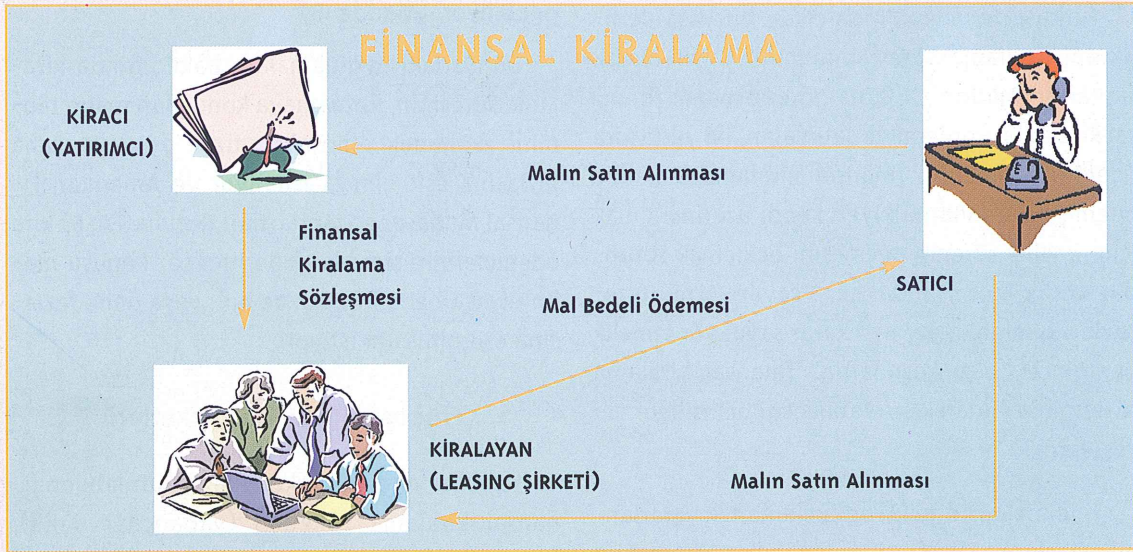 FİNANSAL KİRALAMA
KİRACI
(YATIRIMCI)
Malın Satın Alınması
Finansal
Kiralama
Sözleşmesi
SATICI
Mal Bedeli Ödemesi
KİRALAYAN
(LEASING ŞİRKETİ)
Malın Satın Alınması